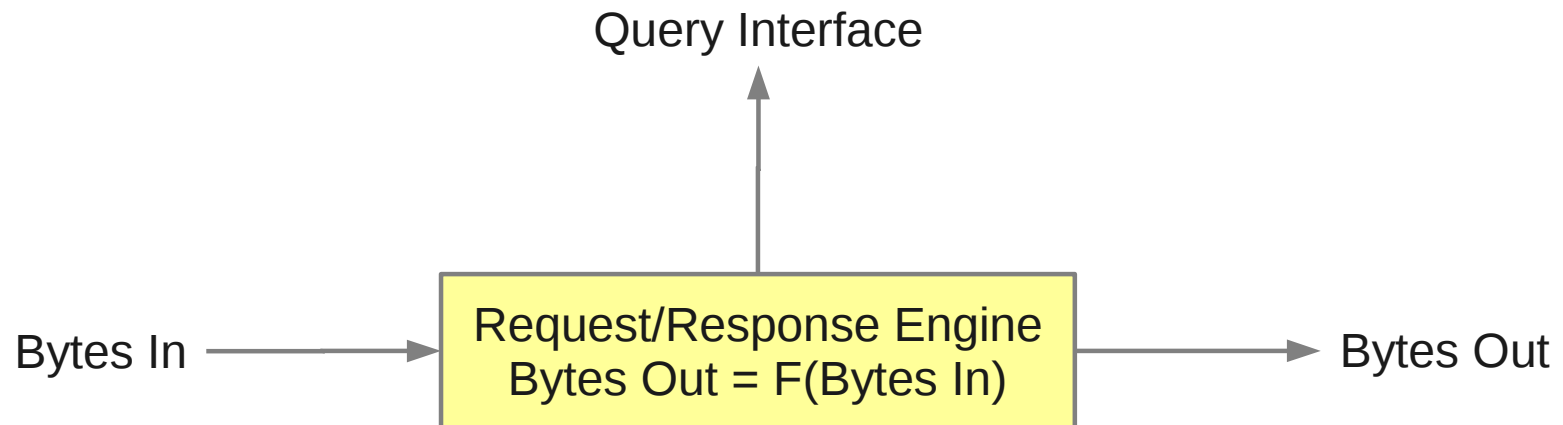 Query Interface
Request/Response Engine
Bytes In
Bytes Out = F(Bytes In)
Bytes Out